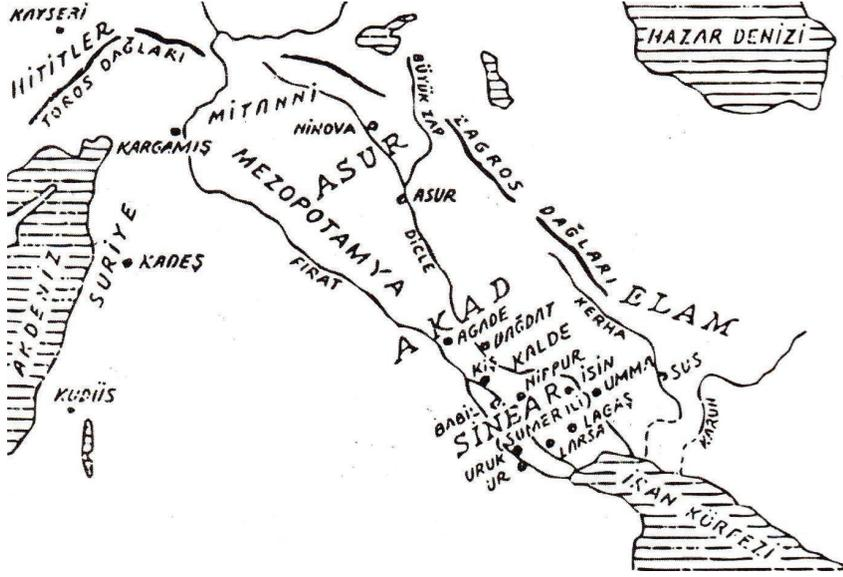 KAYSERİ
HİTİTLER
TOROS DAĞLARI
HAZAR DENİZİ
MİTANNİ
BÜYÜK ZAP
NİNOVA
KARGAMIŞ
ASUR
ZAGROS DAĞLARI
MEZOPOTAMYA
ASUR
SURİYE
KADEŞ
DİCLE
FIRAT
AKDENİZ
ELAM
KERHA
AKAD
AGADE
BAĞDAT
KALDE
KİŞ
NİPPUR
İSİN
UMMA
SUS
KUDÜS
BABİL
SİNEAR
(SUMER İLİ)
LAGAŞ
LARSA
KARUN
URUK
UR
İRAN KÖRFEZİ